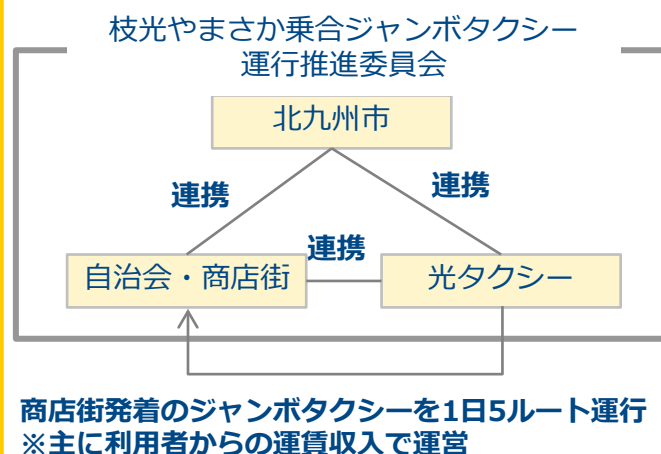 枝光やまさか乗合ジャンボタクシー
運行推進委員会
北九州市
連携
連携
連携
自治会・商店街
光タクシー
商店街発着のジャンボタクシーを1日5ルート運行
※主に利用者からの運賃収入で運営